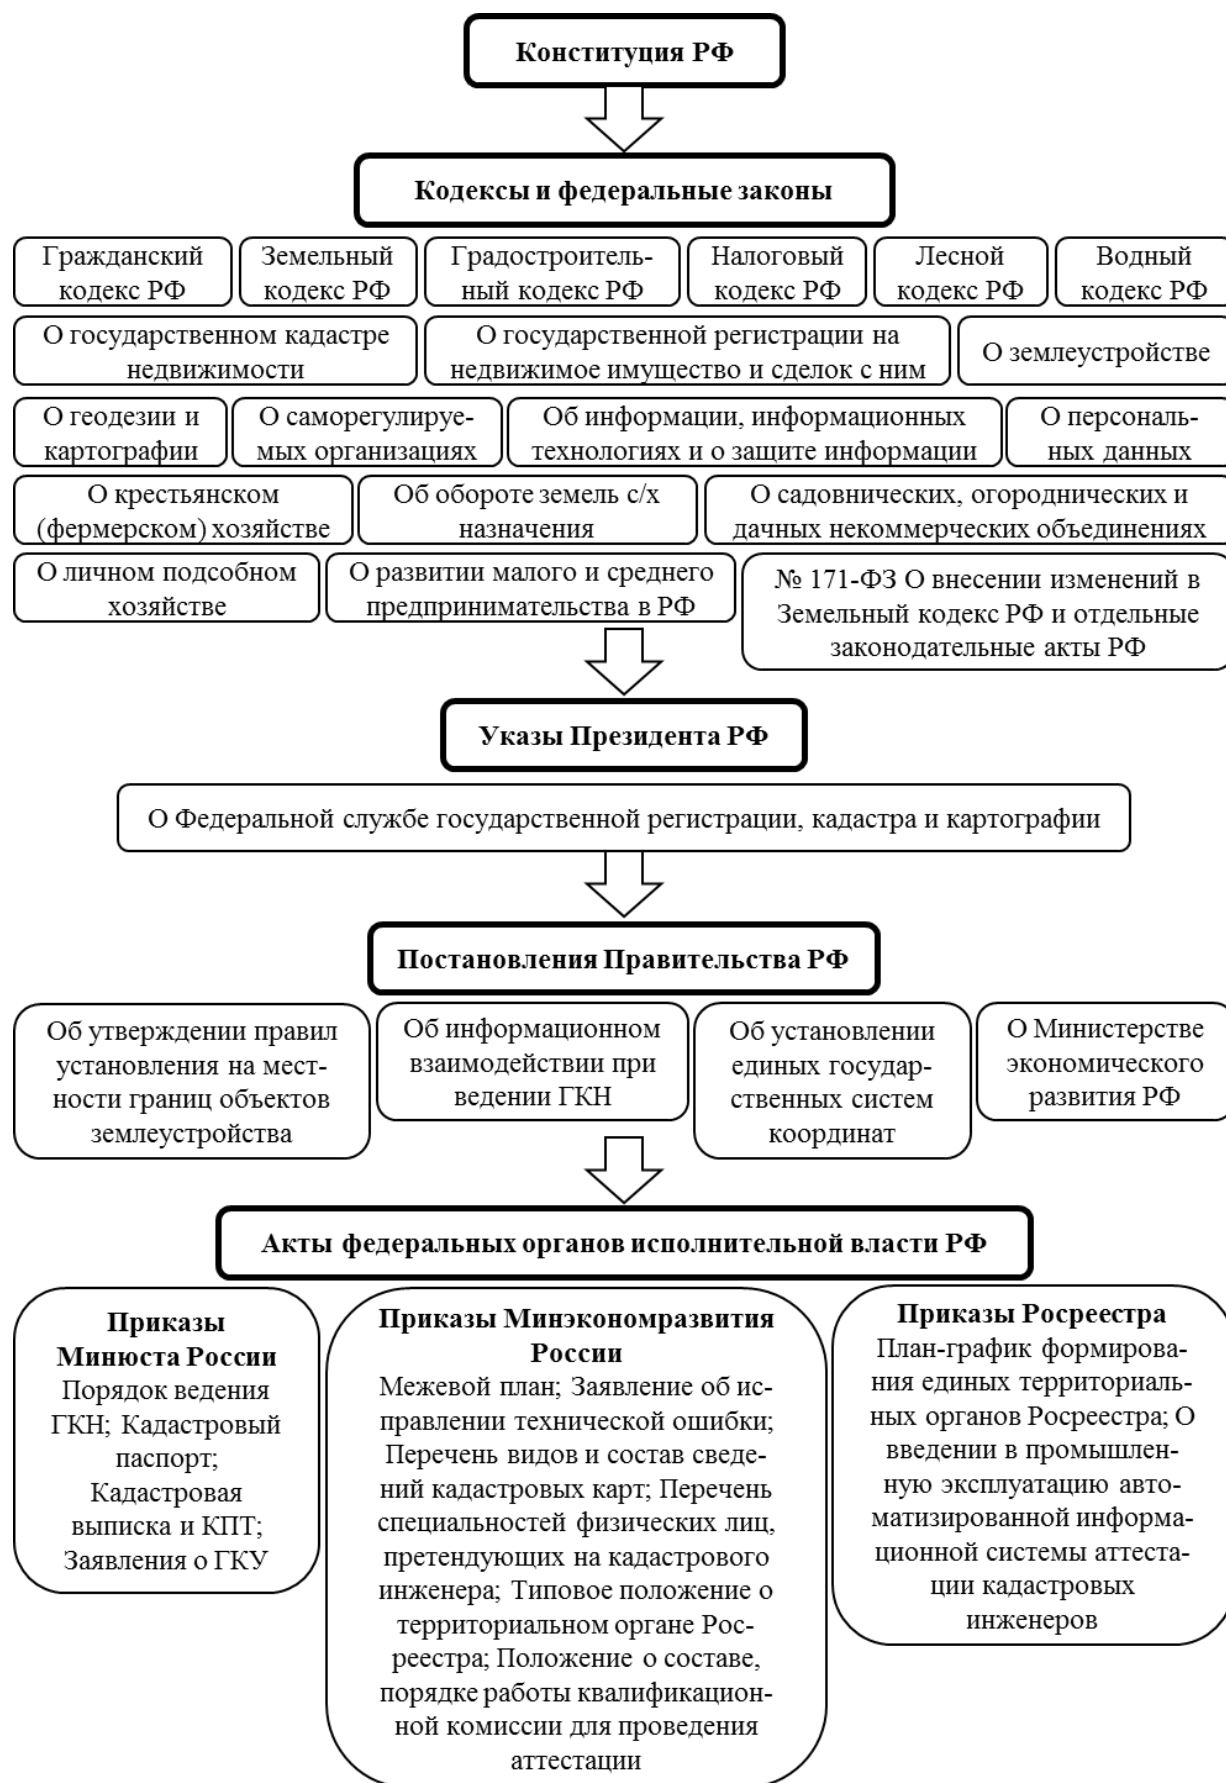 Конституция РФ
Кодексы и федеральные законы
Гражданский
кодекс РФ
Земельный
кодекс РФ
Градостроитель-
ный кодекс РФ
Налоговый
кодекс РФ
Лесной
кодекс РФ
Водный
кодекс РФ
О государственном кадастре
недвижимости
О государственной регистрации на
недвижимое имущество и сделок с ним
О землеустройстве
О геодезии и
картографии
О саморегулируе-
мых организациях
Об информации, информационных
технологиях и о защите информации
О персональ-
ных данных
О крестьянском
(фермерском) хозяйстве
Об обороте земель с/х
назначения
О садовнических, огороднических и
дачных некоммерческих объединениях
О личном подсобном
хозяйстве
О развитии малого и среднего
предпринимательства в РФ
№ 171-ФЗ О внесении изменений в
Земельный кодекс РФ и отдельные
законодательные акты РФ
Указы Президента РФ
О Федеральной службе государственной регистрации, кадастра и картографии
Постановления Правительства РФ
Об утверждении правил
установления на мест-
ности границ объектов
землеустройства
Об информационном
взаимодействии при
ведении ГКН
Об установлении
единых государ-
ственных систем
координат
О Министерстве
экономического
развития РФ
Акты федеральных органов исполнительной власти РФ
Приказы
Минюста России
Порядок ведения
ГКН; Кадастровый
паспорт;
Кадастровая
выписка и КПТ;
Заявления о ГКУ
Приказы Минэкономразвития
России
Межевой план; Заявление об ис-
правлении технической ошибки;
Перечень видов и состав сведе-
ний кадастровых карт; Перечень
специальностей физических лиц,
претендующих на кадастрового
инженера; Типовое положение о
территориальном органе Рос-
реестра; Положение о составе,
порядке работы квалификацион-
ной комиссии для проведения
аттестации
Приказы Росреестра
План-график формирова-
ния единых территориаль-
ных органов Росреестра; О
введении в промышлен-
ную эксплуатацию авто-
матизированной информа-
ционной системы аттеста-
ции кадастровых
инженеров